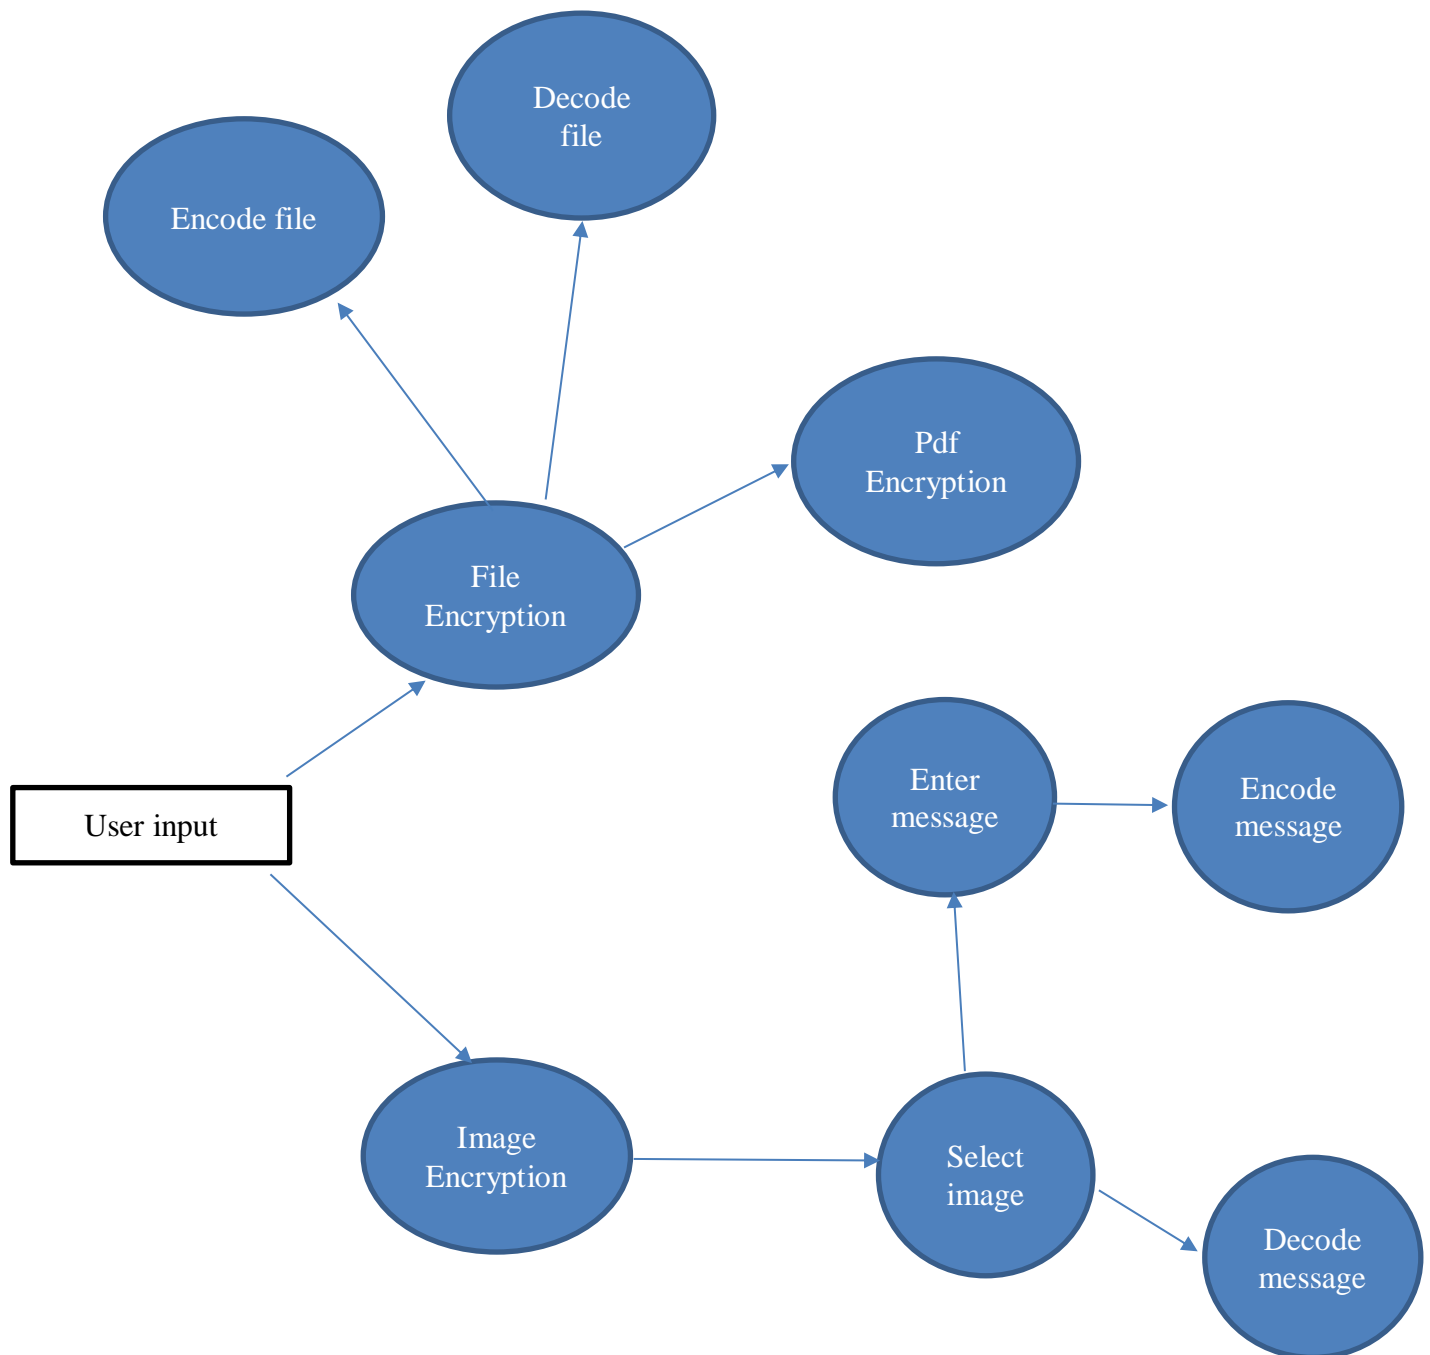 Decode
file
Encode file
Pdf
Encryption
File
Encryption
Enter
message
Encode
message
User input
Image
Encryption
Select
image
Decode
message